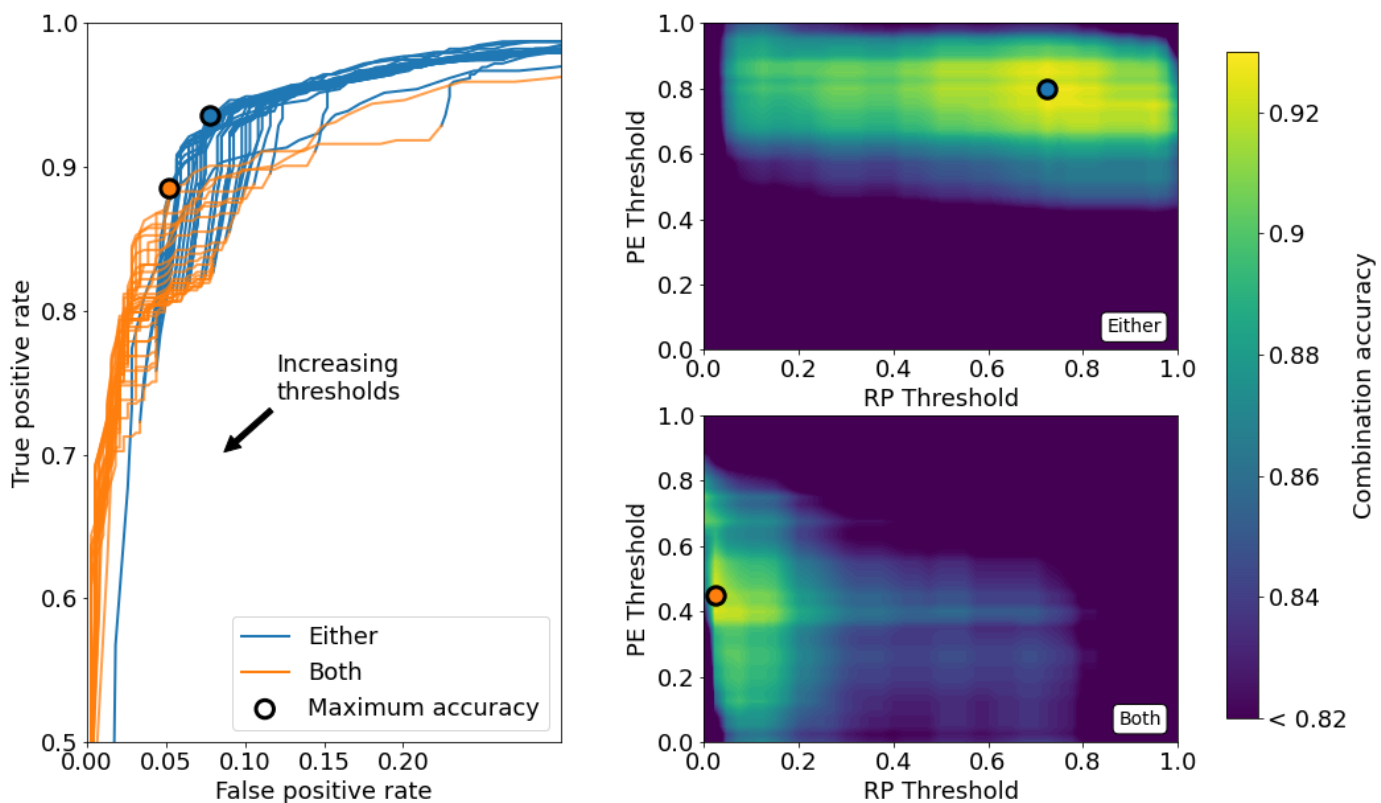 1.0
0.9
0.8
0.7
0.6
0.5
True positive rate
0.00 0.05 0.10 0.15 0.20
False positive rate
Increasing
thresholds
Either
Both
Maximum accuracy
1.0
0.8
0.6
0.4
0.2
0.0
PE Threshold
Either
0.0 0.2 0.4 0.6 0.8 1.0
RP Threshold
1.0
0.8
0.6
0.4
0.2
0.0
PE Threshold
Both
0.0 0.2 0.4 0.6 0.8 1.0
RP Threshold
0.92
0.9
0.88
0.86
0.84
< 0.82
Combination accuracy